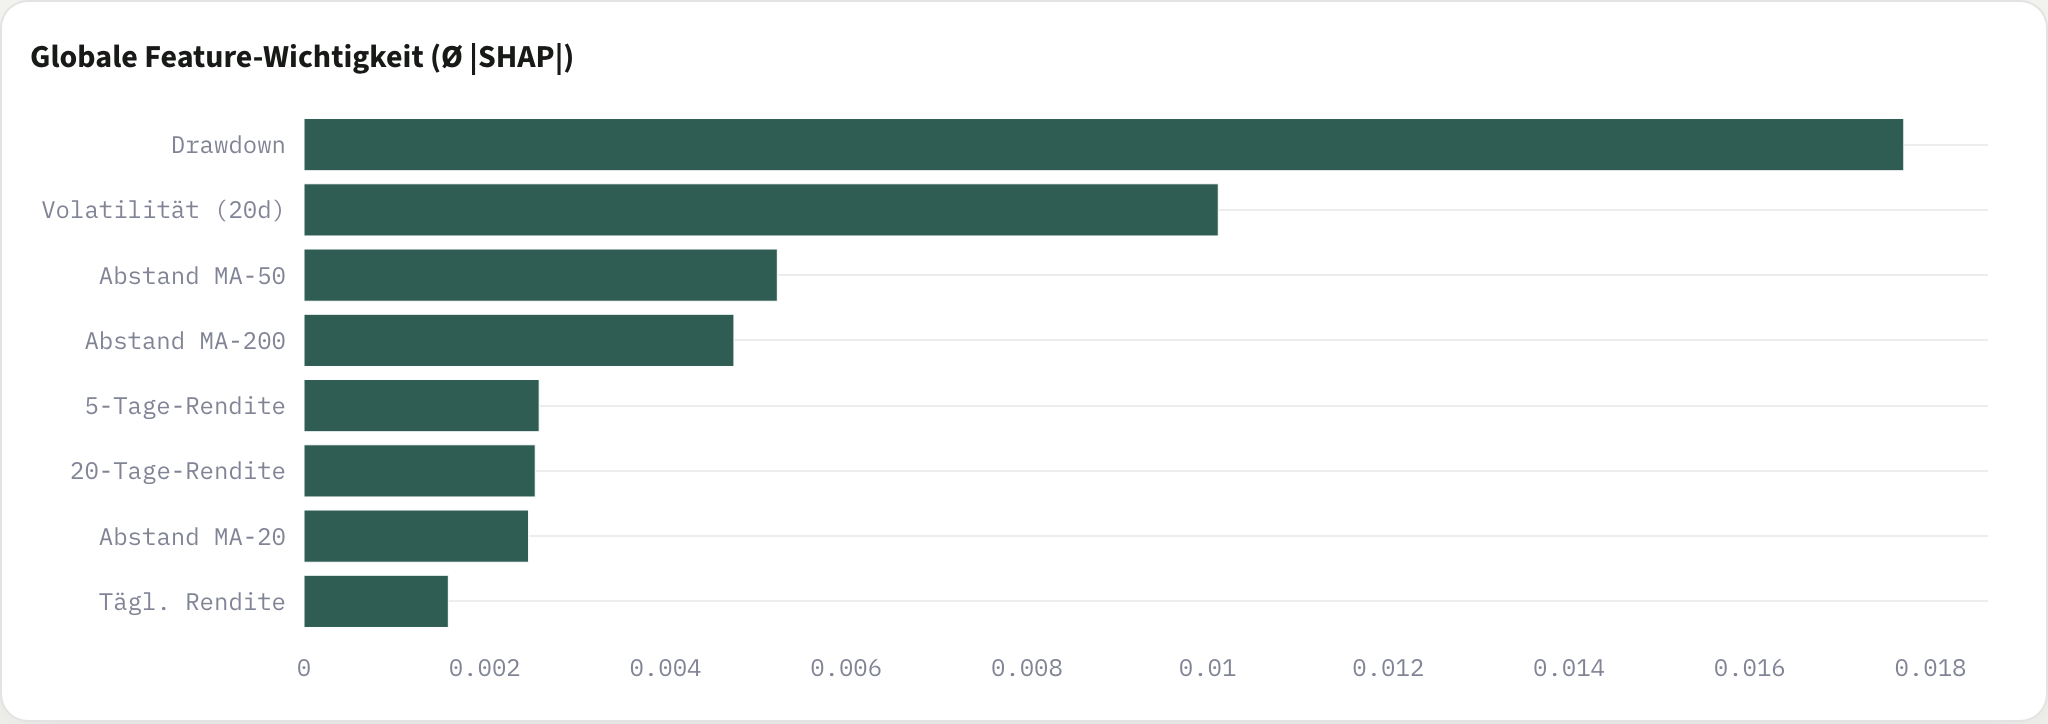 Globale Feature-Wichtigkeit (Ø |SHAP|)
Drawdown
Volatilität (20d)
Abstand MA-50
Abstand MA-200
5-Tage-Rendite
20-Tage-Rendite
Abstand MA-20
Tägl. Rendite
0 0.002 0.004 0.006 0.008 0.01 0.012 0.014 0.016 0.018